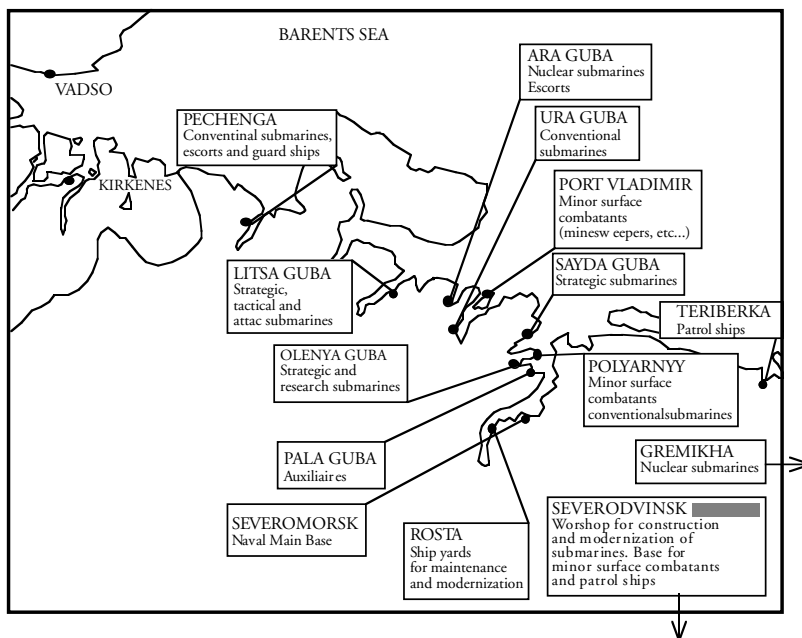 BARENTS SEA
VADSO
ARA GUBA
Nuclear submarines
Escorts
PECHENGA
Conventinal submarines,
escorts and guard ships
URA GUBA
Conventional
submarines
KIRKENES
PORT VLADIMIR
Minor surface
combatants
(minesw eepers, etc...)
LITSA GUBA
Strategic,
tactical and
attac submarines
SAYDA GUBA
Strategic submarines
TERIBERKA
Patrol ships
OLENYA GUBA
Strategic and
research submarines
POLYARNYY
Minor surface
combatants
conventionalsubmarines
PALA GUBA
Auxiliaires
GREMIKHA
Nuclear submarines
SEVEROMORSK
Naval Main Base
ROSTA
Ship yards
for maintenance
and modernization
SEVERODVINSK
Worshop for construction
and modernization of
submarines. Base for
minor surface combatants
and patrol ships